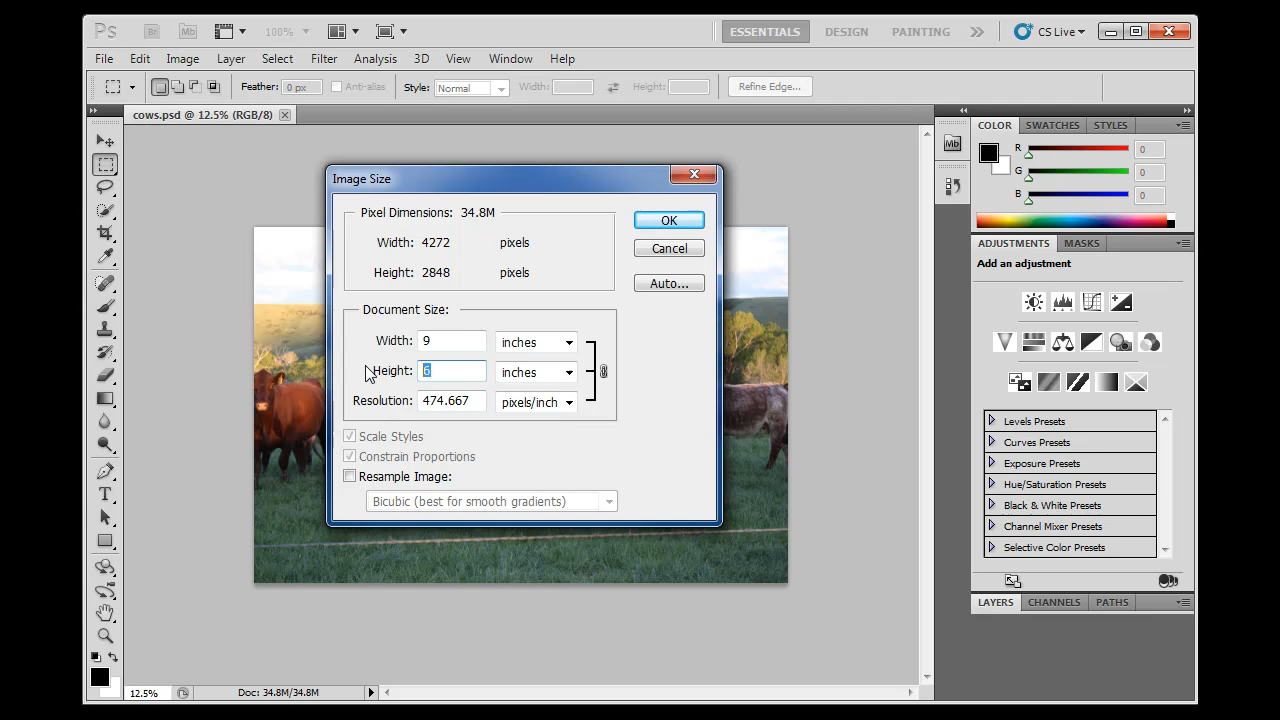 Ps Br Mb 100% ESSENTIALS DESIGN PAINTING CS Live
File Edit Image Layer Select Filter Analysis 3D View Window Help
Feather: 0 px Anti-alias Style: Normal Width: Height: Refine Edge...
cows.psd @ 12.5% (RGB/8)
Image Size
Pixel Dimensions: 34.8M
Width: 4272 pixels
Height: 2848 pixels
OK
Cancel
Auto...
Document Size:
Width: 9 inches
Height: 6 inches
Resolution: 474.667 pixels/inch
Scale Styles
Constrain Proportions
Resample Image:
Bicubic (best for smooth gradients)
Mb
COLOR SWATCHES STYLES
R 0
G 0
B 0
ADJUSTMENTS MASKS
Add an adjustment
Levels Presets
Curves Presets
Exposure Presets
Hue/Saturation Presets
Black & White Presets
Channel Mixer Presets
Selective Color Presets
LAYERS CHANNELS PATHS
T
12.5% Doc: 34.8M/34.8M